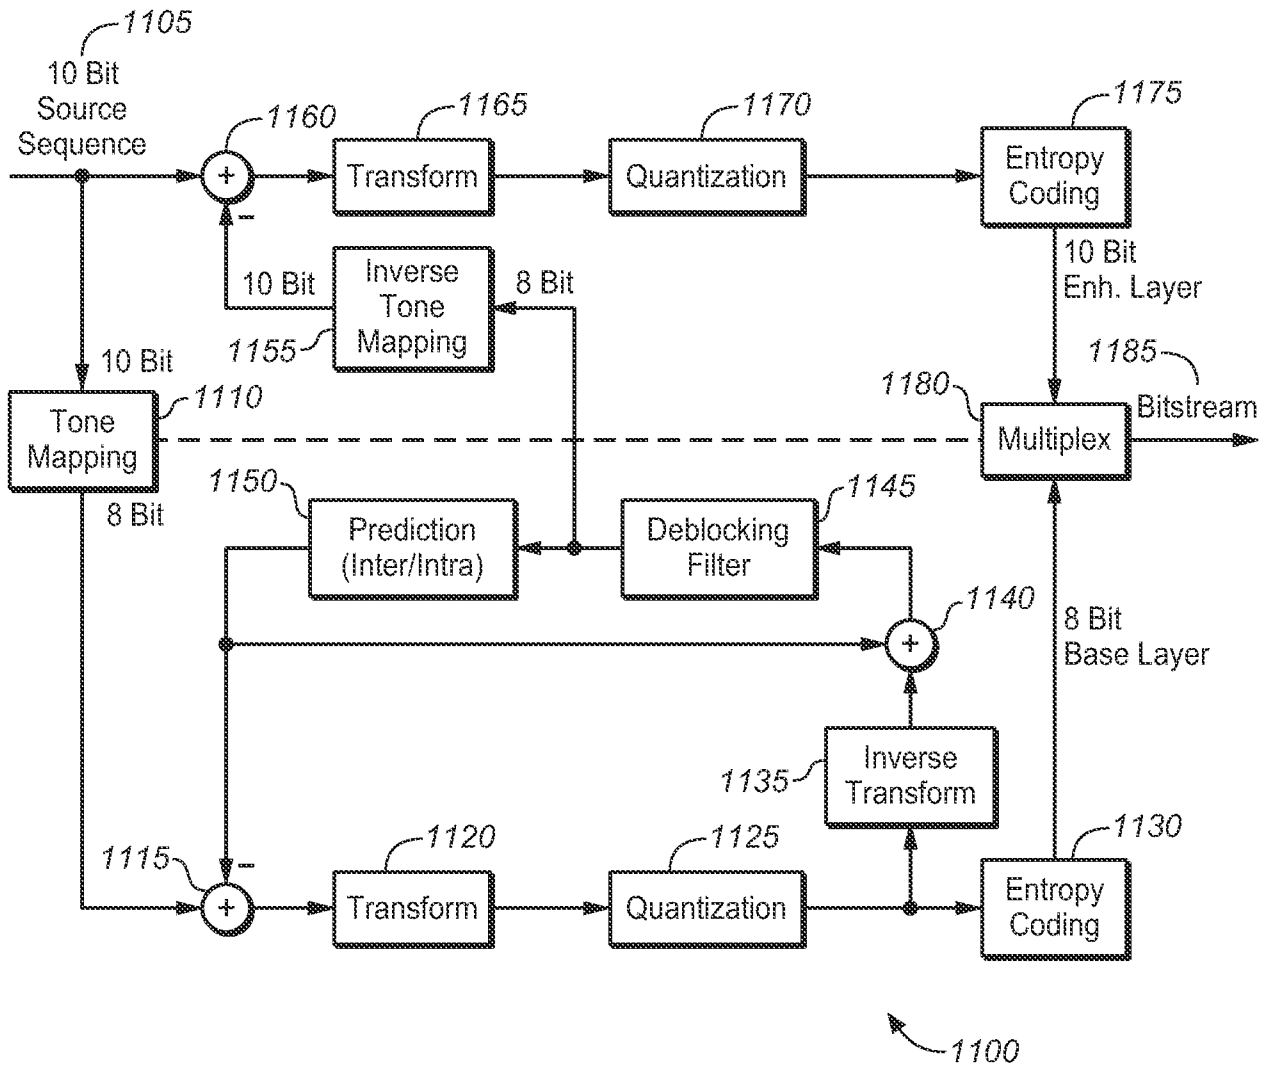 1105
10 Bit
Source
Sequence
1160
+
-
1165
Transform
1170
Quantization
1175
Entropy
Coding
10 Bit
Inverse
Tone
Mapping
8 Bit
1155
10 Bit
Enh. Layer
10 Bit
1110
Tone
Mapping
8 Bit
1180
Multiplex
1185
Bitstream
1150
Prediction
(Inter/Intra)
1145
Deblocking
Filter
1140
+
8 Bit
Base Layer
1135
Inverse
Transform
1115
-
+
1120
Transform
1125
Quantization
1130
Entropy
Coding
1100